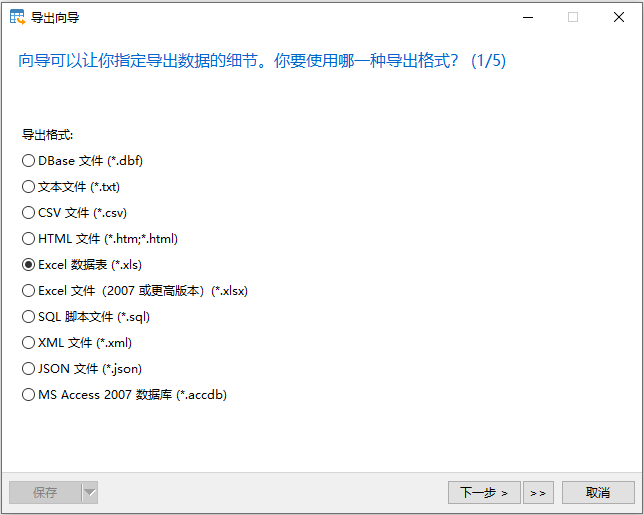 导出向导
向导可以让你指定导出数据的细节。你要使用哪一种导出格式？ (1/5)
导出格式:
DBase 文件 (*.dbf)
文本文件 (*.txt)
CSV 文件 (*.csv)
HTML 文件 (*.htm;*.html)
Excel 数据表 (*.xls)
Excel 文件（2007 或更高版本）(*.xlsx)
SQL 脚本文件 (*.sql)
XML 文件 (*.xml)
JSON 文件 (*.json)
MS Access 2007 数据库 (*.accdb)
保存 下一步 > >> 取消